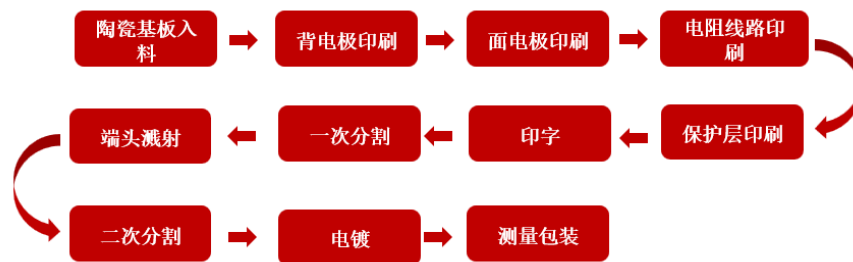 陶瓷基板入
料
背电极印刷
面电极印刷
电阻线路印
刷
保护层印刷
印字
一次分割
端头溅射
二次分割
电镀
测量包装